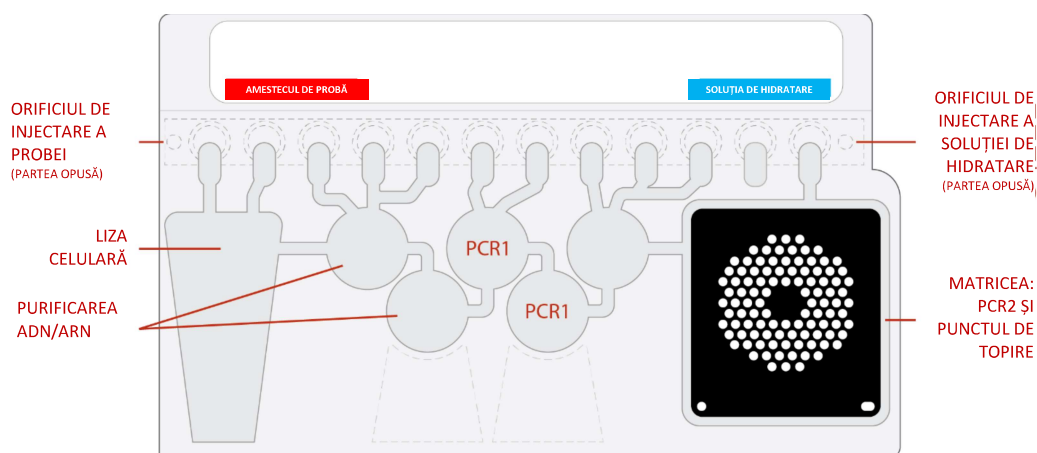 AMESTECUL DE PROBĂ
SOLUȚIA DE HIDRATARE
ORIFICIUL DE
INJECTARE A
PROBEI
(PARTEA OPUSĂ)
ORIFICIUL DE
INJECTARE A
SOLUȚIEI DE
HIDRATARE
(PARTEA OPUSĂ)
LIZA
CELULARĂ
PCR1
PURIFICAREA
ADN/ARN
PCR1
MATRICEA:
PCR2 ȘI
PUNCTUL DE
TOPIRE